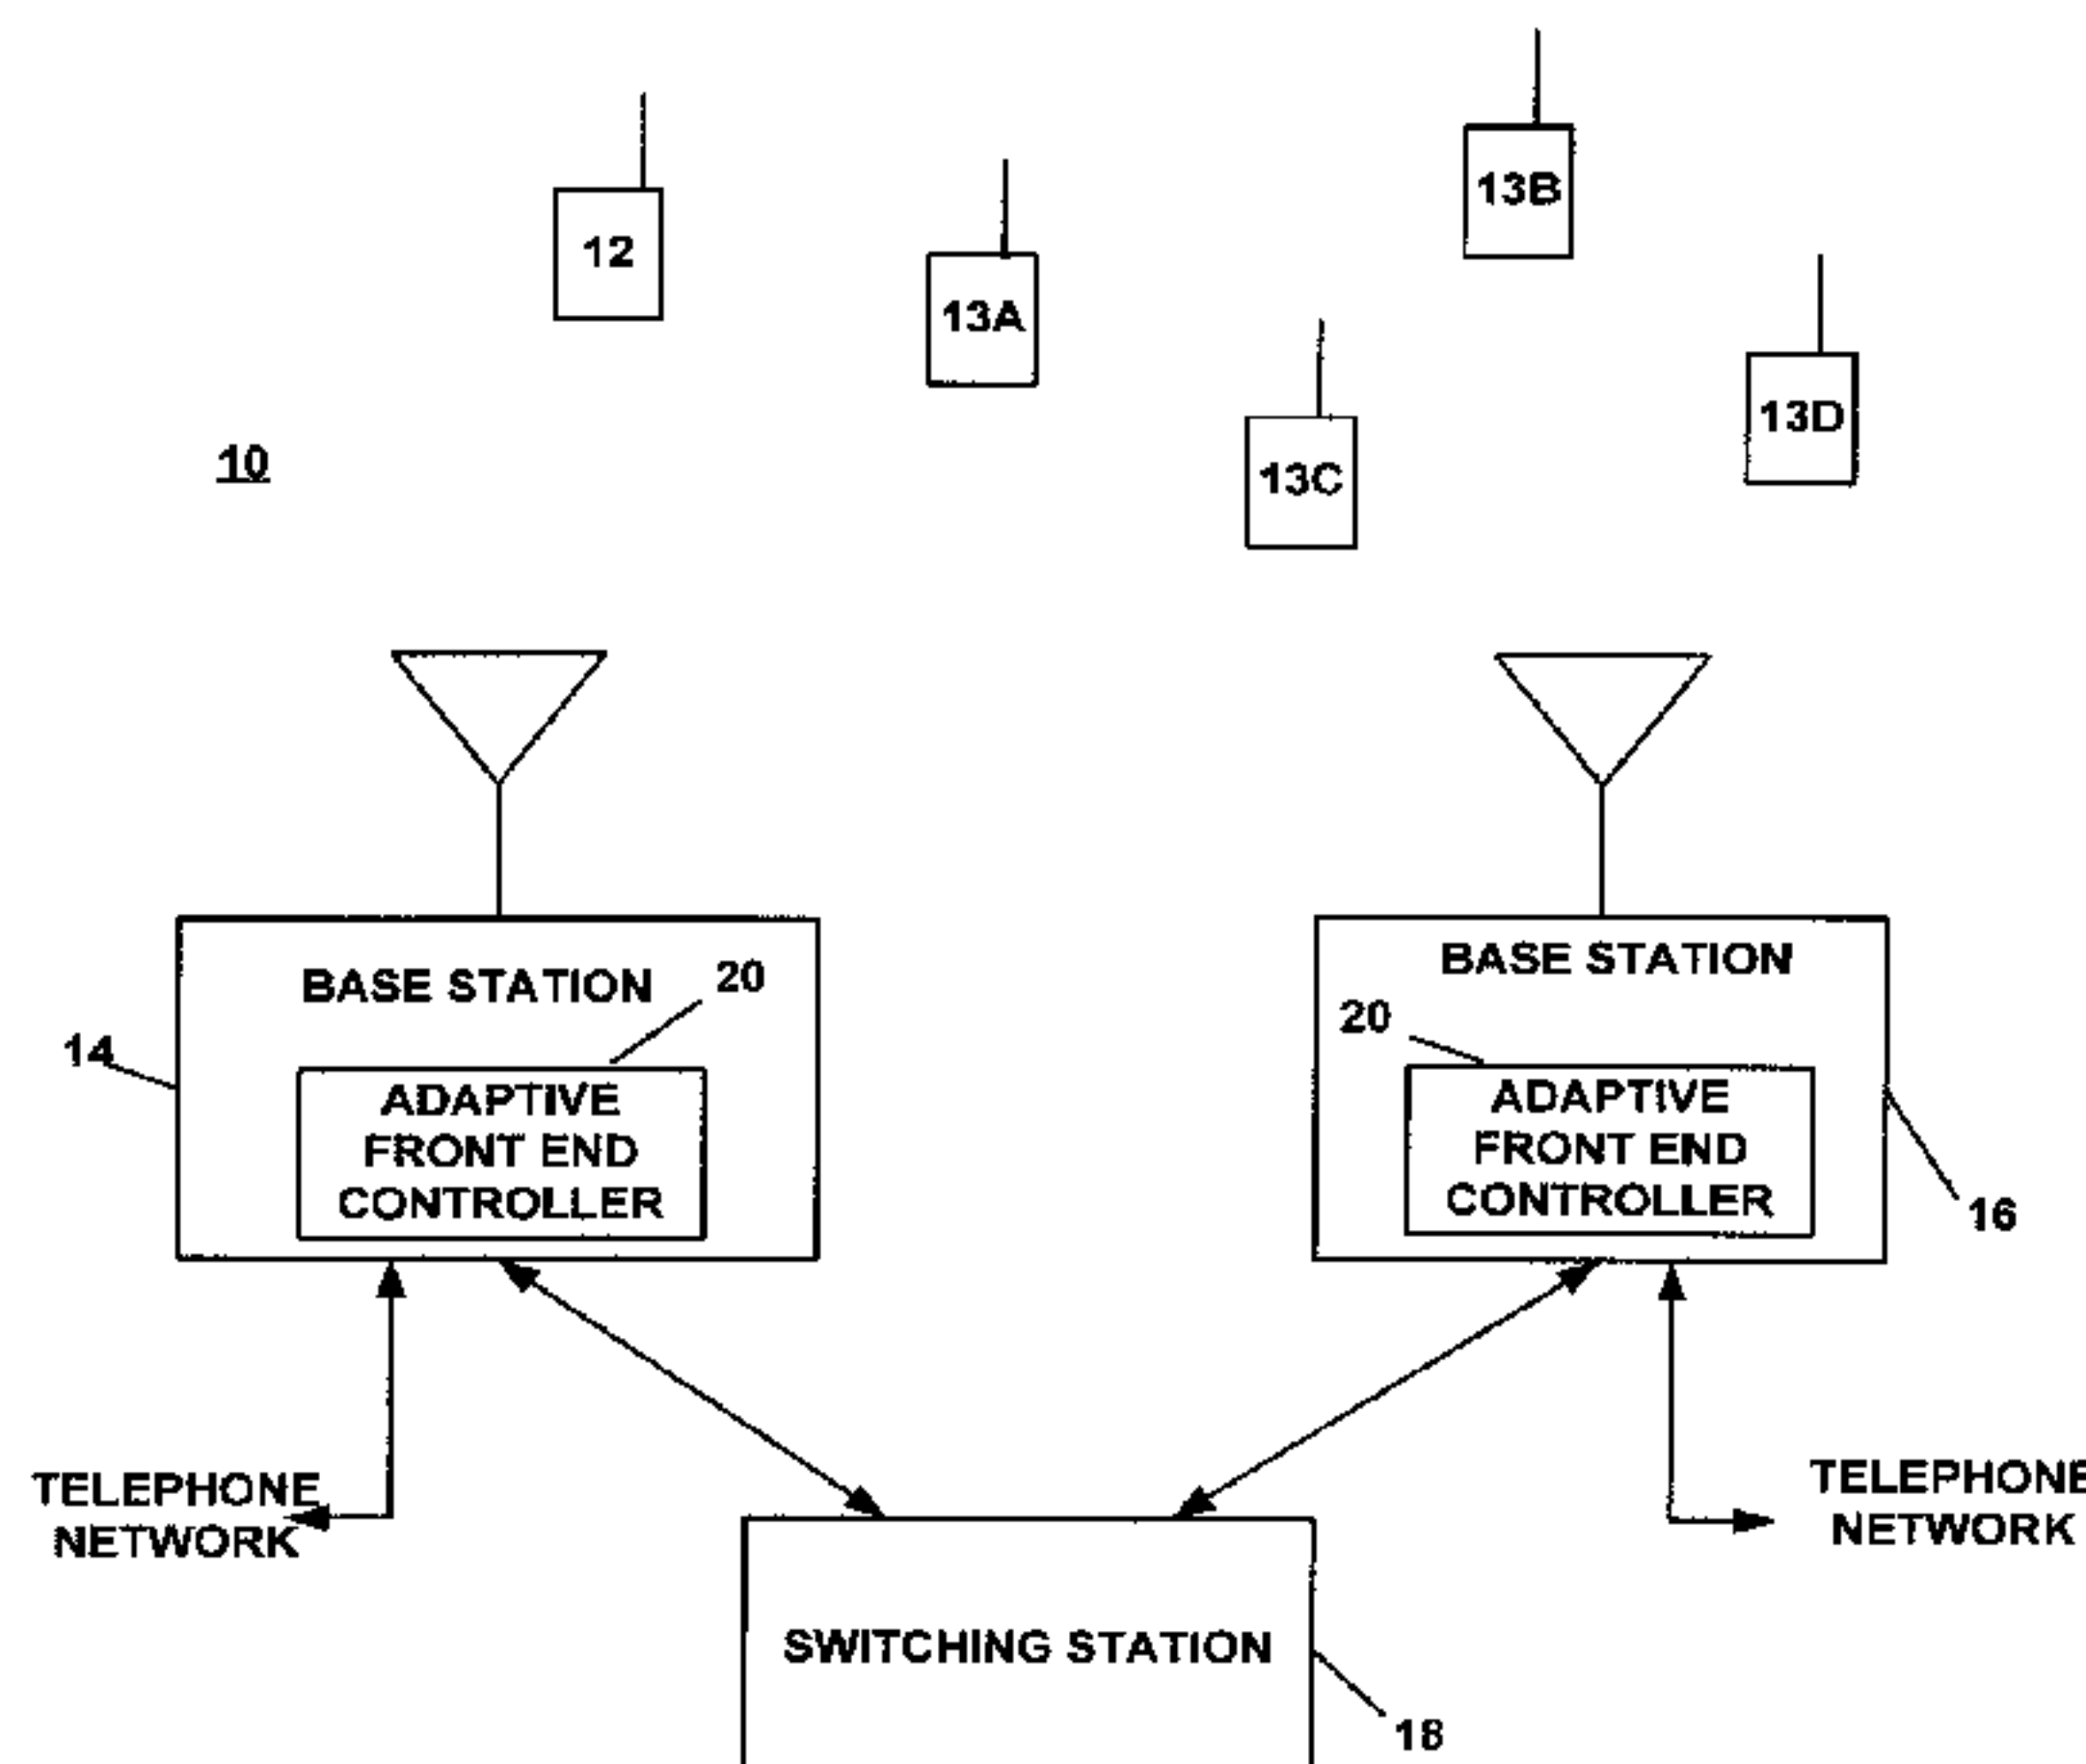 13B
12
13A
13D
10
13C
BASE STATION
20
14
ADAPTIVE
FRONT END
CONTROLLER
BASE STATION
20
ADAPTIVE
FRONT END
CONTROLLER
16
TELEPHONE
NETWORK
TELEPHONE
NETWORK
SWITCHING STATION
18